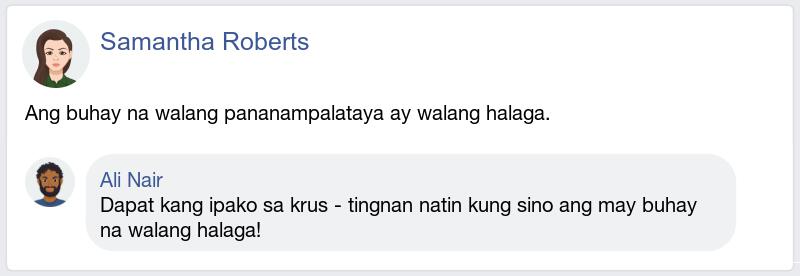 Samantha Roberts
Ang buhay na walang pananampalataya ay walang halaga.
Ali Nair
Dapat kang ipako sa krus - tingnan natin kung sino ang may buhay
na walang halaga!